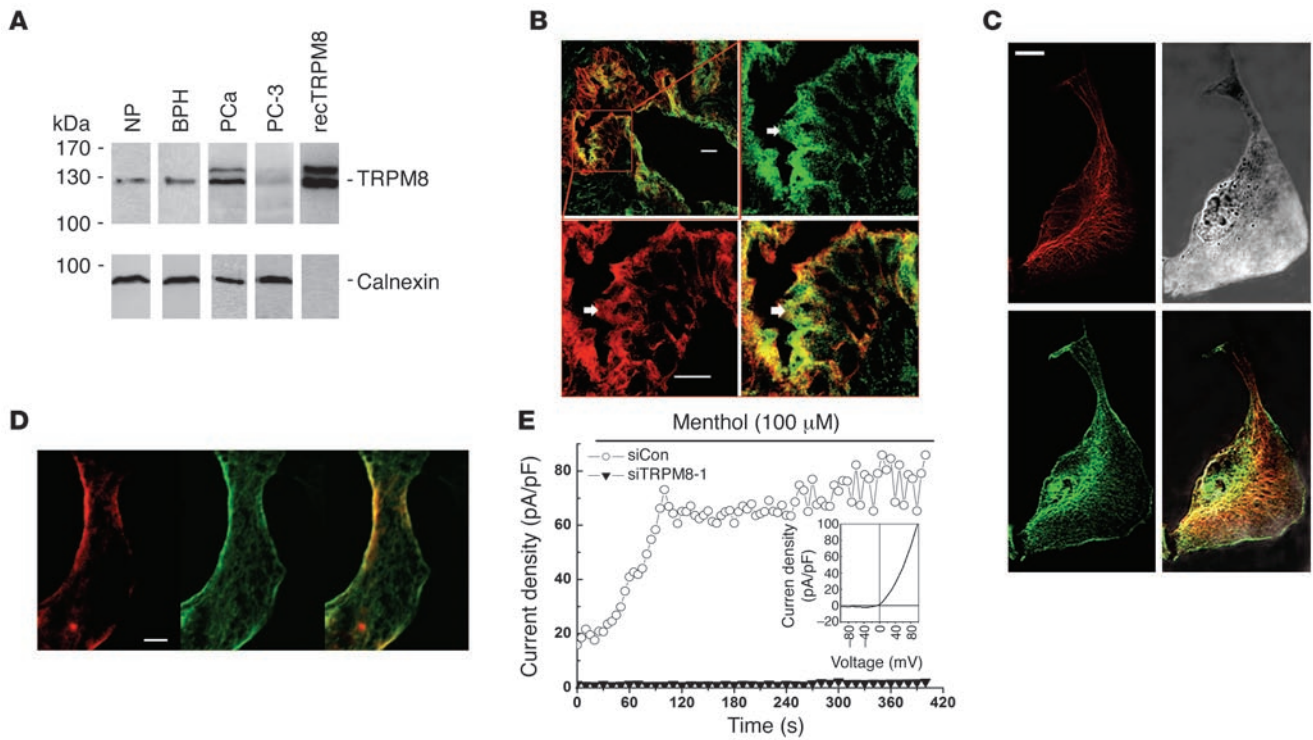 A
kDa
NP
BPH
PCa
PC-3
recTRPM8
170 -
130 -
100 -
- TRPM8
100 -
- Calnexin
B
C
D
E
Menthol (100 μM)
siCon
siTRPM8-1
Current density (pA/pF)
80
60
40
20
0
0 60 120 180 240 300 360 420
Time (s)
Curren density
(pA/pF)
100
80
60
40
20
0
−20
−80 −40 0 40 80
Voltage (mV)